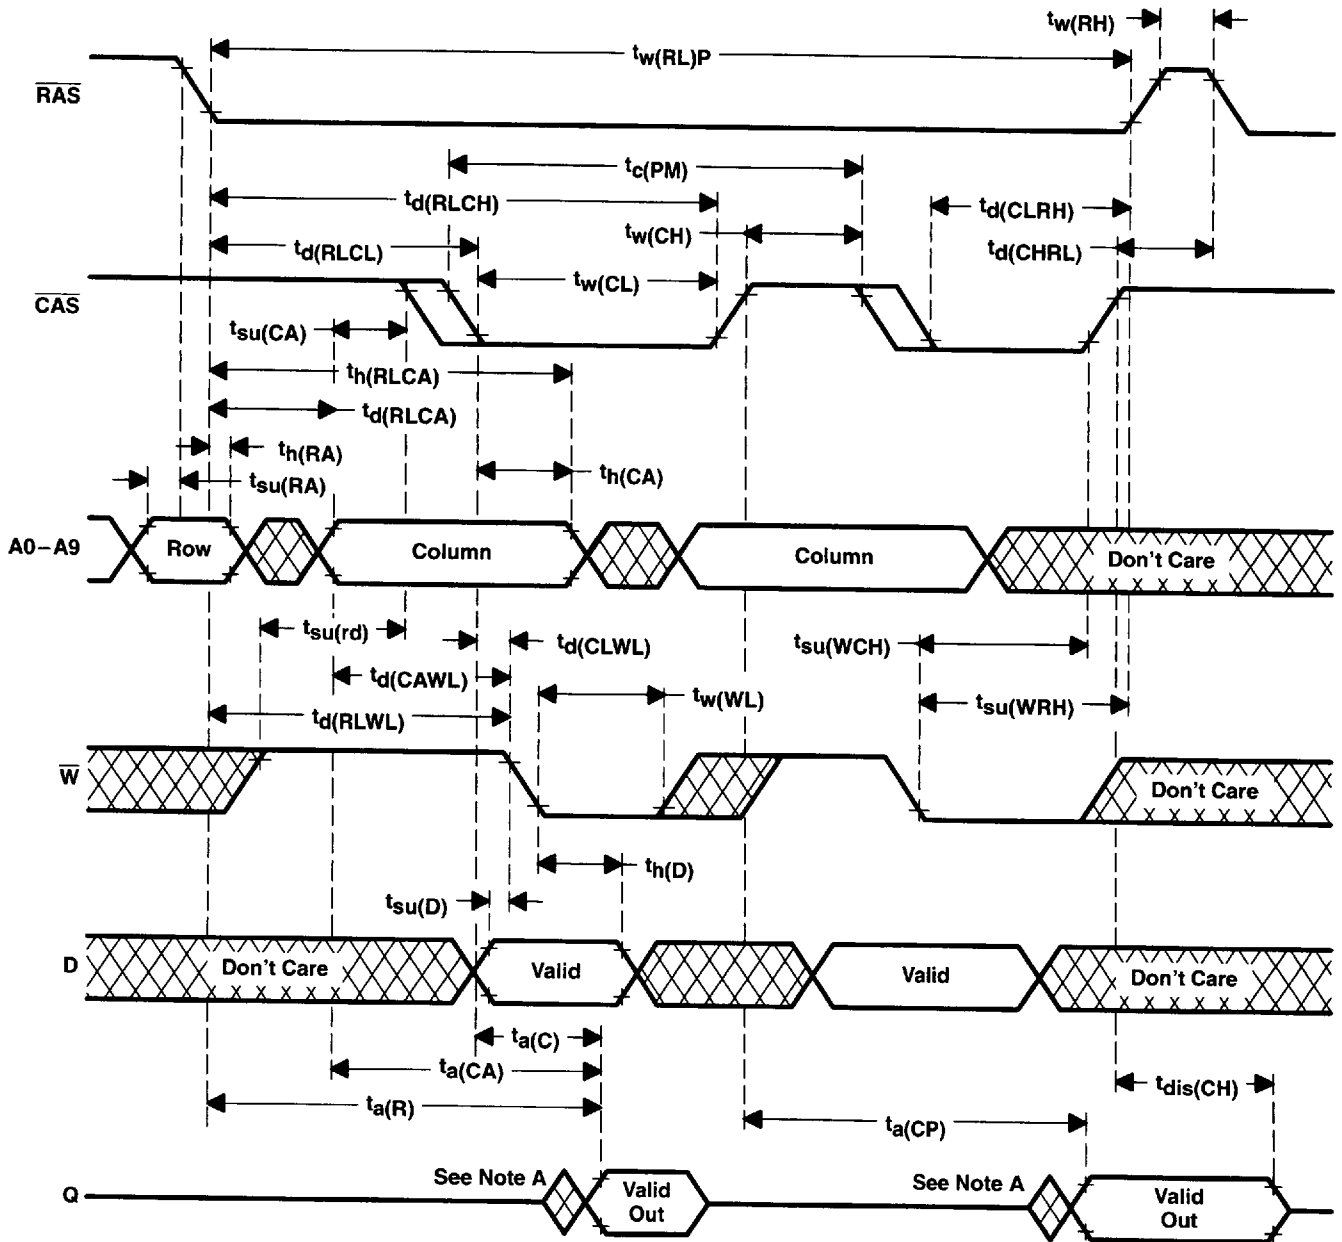 tw(RH)
tw(RL)P
RAS
tc(PM)
td(RLCH)
td(CLRH)
tw(CH)
td(RLCL)
td(CHRL)
tw(CL)
CAS
tsu(CA)
th(RLCA)
td(RLCA)
th(RA)
th(CA)
tsu(RA)
A0–A9
Row
Column
Column
Don't Care
tsu(rd)
td(CLWL)
tsu(WCH)
td(CAWL)
tw(WL)
tsu(WRH)
td(RLWL)
W
Don't Care
th(D)
tsu(D)
D
Don't Care
Valid
Valid
Don't Care
ta(C)
ta(CA)
tdis(CH)
ta(R)
ta(CP)
See Note A
See Note A
Q
Valid
Out
Valid
Out